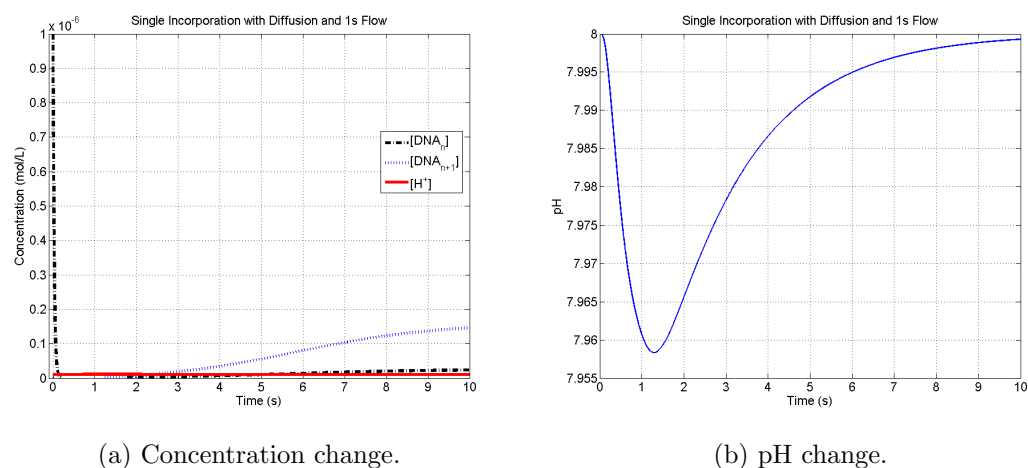 Single Incorporation with Diffusion and 1s Flow
x 10⁻⁶
1
0.9
0.8
0.7
0.6
0.5
0.4
0.3
0.2
0.1
0
Concentration (mol/L)
[DNAₙ]
[DNAₙ₊₁]
[H⁺]
0 1 2 3 4 5 6 7 8 9 10
Time (s)
(a) Concentration change.
Single Incorporation with Diffusion and 1s Flow
8
7.995
7.99
7.985
7.98
7.975
7.97
7.965
7.96
7.955
pH
0 1 2 3 4 5 6 7 8 9 10
Time (s)
(b) pH change.